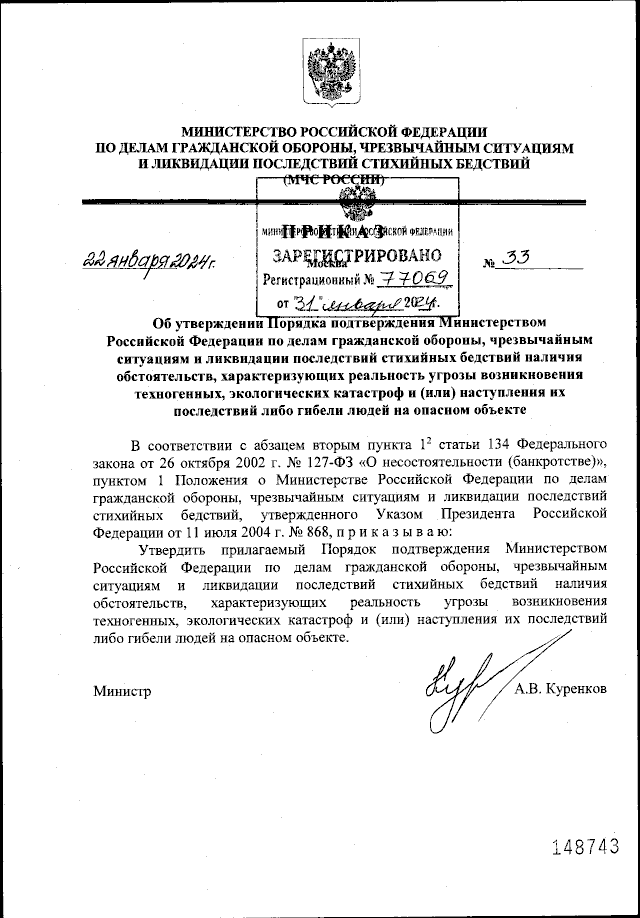 МИНИСТЕРСТВО РОССИЙСКОЙ ФЕДЕРАЦИИ
ПО ДЕЛАМ ГРАЖДАНСКОЙ ОБОРОНЫ, ЧРЕЗВЫЧАЙНЫМ СИТУАЦИЯМ
И ЛИКВИДАЦИИ ПОСЛЕДСТВИЙ СТИХИЙНЫХ БЕДСТВИЙ
(МЧС РОССИИ)
МИНИСТЕРСТВО ЮСТИЦИИ РОССИЙСКОЙ ФЕДЕРАЦИИ
ПРИКАЗ
ЗАРЕГИСТРИРОВАНО
22 января 2024г.
Москва
№ 33
Регистрационный № 77069
от "31" января 2024г.
Об утверждении Порядка подтверждения Министерством
Российской Федерации по делам гражданской обороны, чрезвычайным
ситуациям и ликвидации последствий стихийных бедствий наличия
обстоятельств, характеризующих реальность угрозы возникновения
техногенных, экологических катастроф и (или) наступления их
последствий либо гибели людей на опасном объекте
В соответствии с абзацем вторым пункта 1² статьи 134 Федерального
закона от 26 октября 2002 г. № 127-ФЗ «О несостоятельности (банкротстве)»,
пунктом 1 Положения о Министерстве Российской Федерации по делам
гражданской обороны, чрезвычайным ситуациям и ликвидации последствий
стихийных бедствий, утвержденного Указом Президента Российской
Федерации от 11 июля 2004 г. № 868, п р и к а з ы в а ю:
Утвердить прилагаемый Порядок подтверждения Министерством
Российской Федерации по делам гражданской обороны, чрезвычайным
ситуациям и ликвидации последствий стихийных бедствий наличия
обстоятельств, характеризующих реальность угрозы возникновения
техногенных, экологических катастроф и (или) наступления их последствий
либо гибели людей на опасном объекте.
Министр
А.В. Куренков
148743